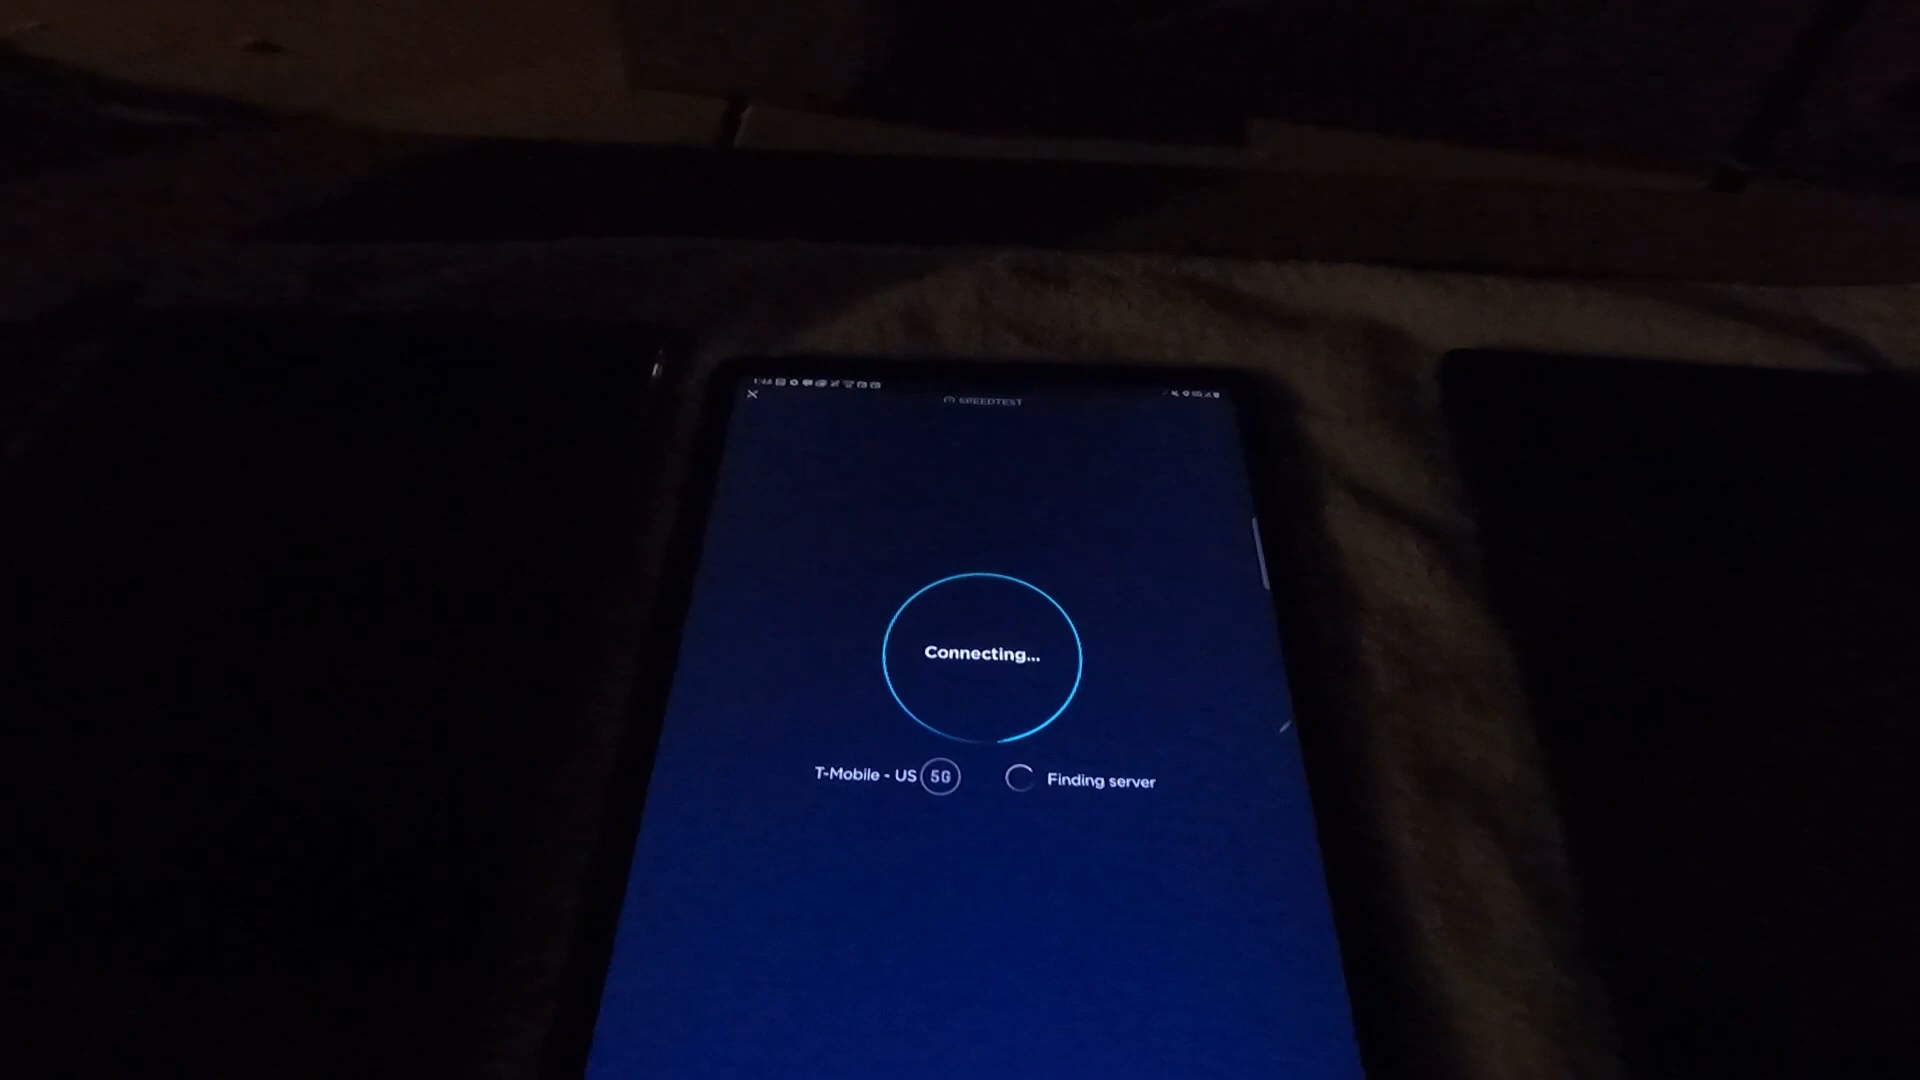 SPEEDTEST
Connecting...
T-Mobile - US 5G Finding server